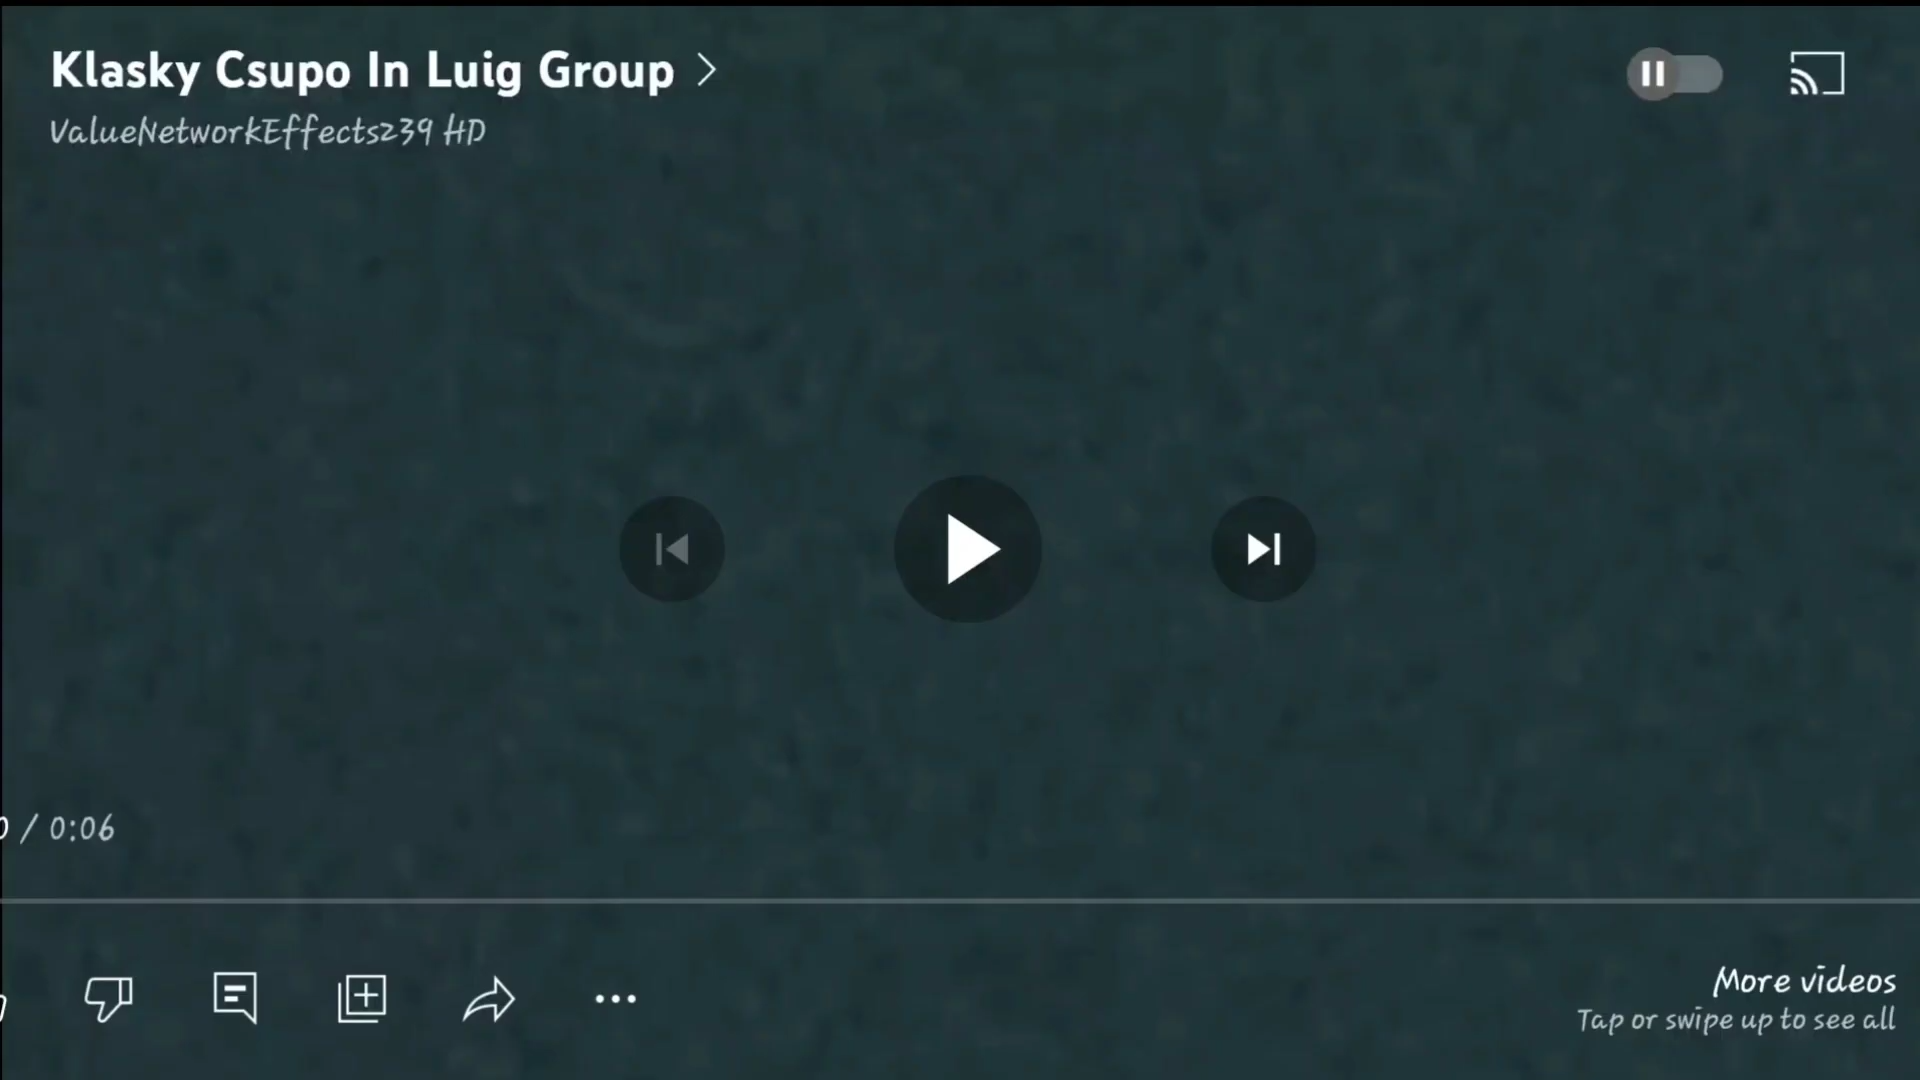 Klasky Csupo In Luig Group
ValueNetworkEffects239 HD
/ 0:06
More videos
Tap or swipe up to see all